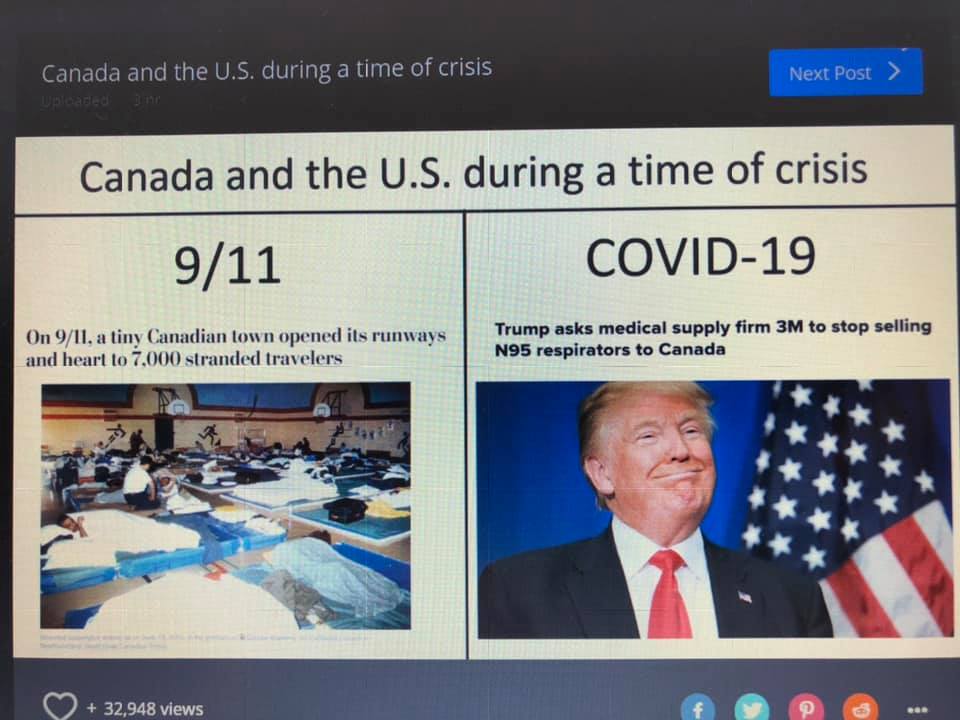 Canada and the U.S. during a time of crisis
Next Post
Uploaded 3 hr
Canada and the U.S. during a time of crisis
9/11
On 9/11, a tiny Canadian town opened its runways
and heart to 7,000 stranded travelers
COVID-19
Trump asks medical supply firm 3M to stop selling
N95 respirators to Canada
+ 32,948 views